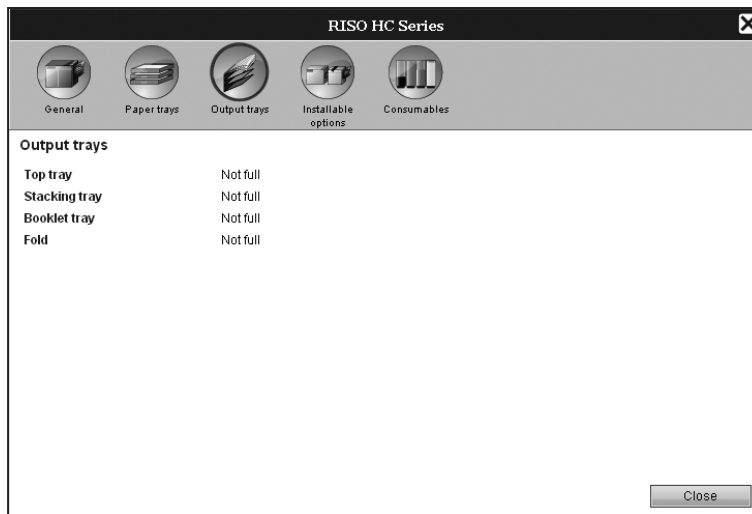 RISO HC Series
General
Paper trays
Output trays
Installable
options
Consumables
Output trays
Top tray Not full
Stacking tray Not full
Booklet tray Not full
Fold Not full
Close